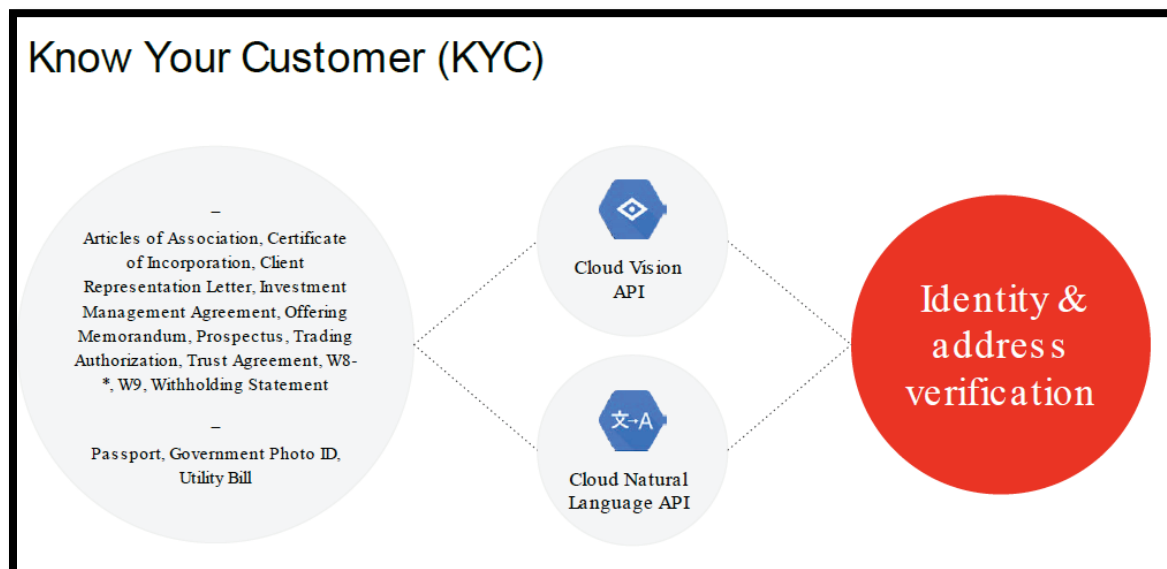 Know Your Customer (KYC)
–
Articles of Association, Certificate
of Incorporation, Client
Representation Letter, Investment
Management Agreement, Offering
Memorandum, Prospectus, Trading
Authorization, Trust Agreement, W8-
*, W9, Withholding Statement
–
Passport, Government Photo ID,
Utility Bill
Cloud Vision
API
文→A
Cloud Natural
Language API
Identity &
address
verification